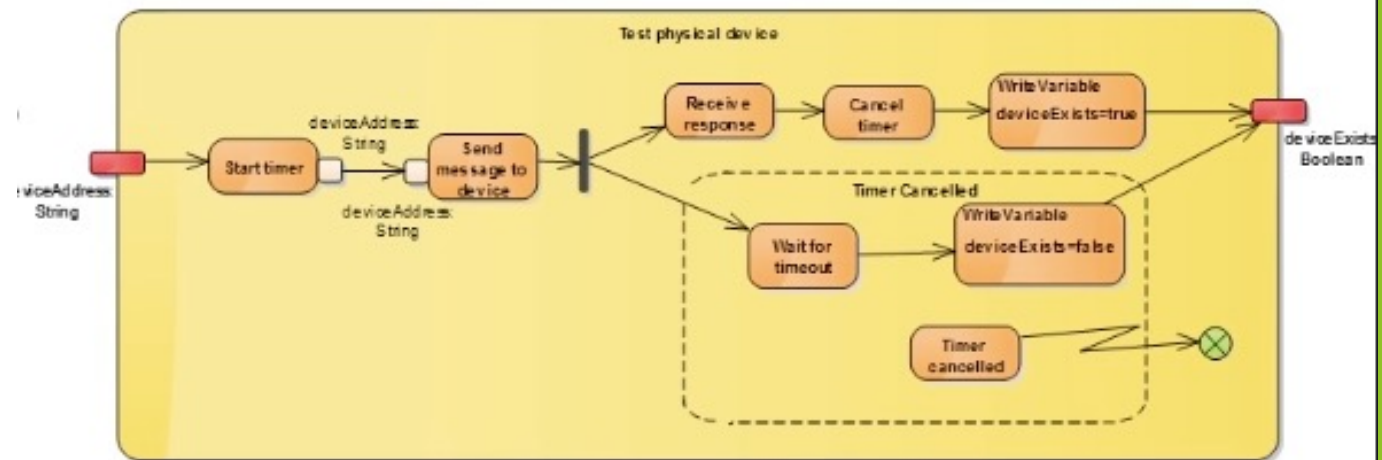 Test physical device
eviceAddress:
String
Start timer
deviceAddress:
String
deviceAddress:
String
Send
message to
device
Receive
response
Cancel
timer
WriteVariable
deviceExists=true
deviceExists
Boolean
Timer Cancelled
Wait for
timeout
WriteVariable
deviceExists=false
Timer
cancelled